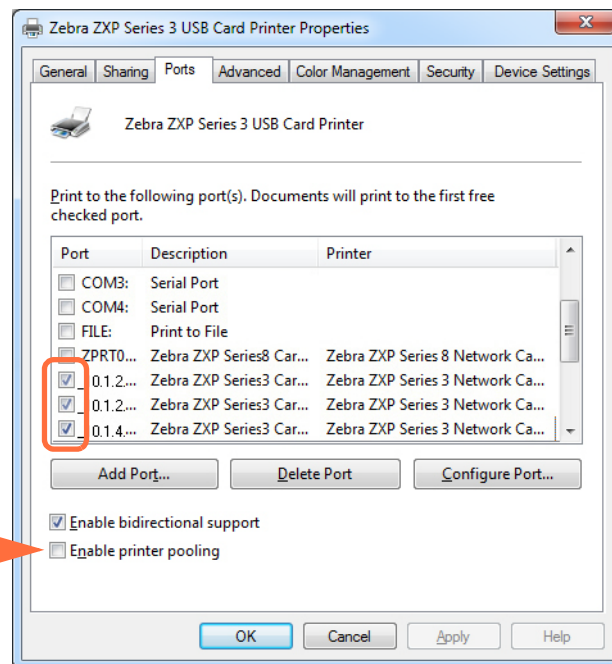 Zebra ZXP Series 3 USB Card Printer Properties
General Sharing Ports Advanced Color Management Security Device Settings
Zebra ZXP Series 3 USB Card Printer
Print to the following port(s). Documents will print to the first free
checked port.
Port Description Printer
COM3: Serial Port
COM4: Serial Port
FILE: Print to File
ZPRT0... Zebra ZXP Series8 Car... Zebra ZXP Series 8 Network Ca...
_ 0.1.2... Zebra ZXP Series3 Car... Zebra ZXP Series 3 Network Ca...
_ 0.1.2... Zebra ZXP Series3 Car... Zebra ZXP Series 3 Network Ca...
_ 0.1.4... Zebra ZXP Series3 Car... Zebra ZXP Series 3 Network Ca...
Add Port... Delete Port Configure Port...
Enable bidirectional support
Enable printer pooling
OK Cancel Apply Help